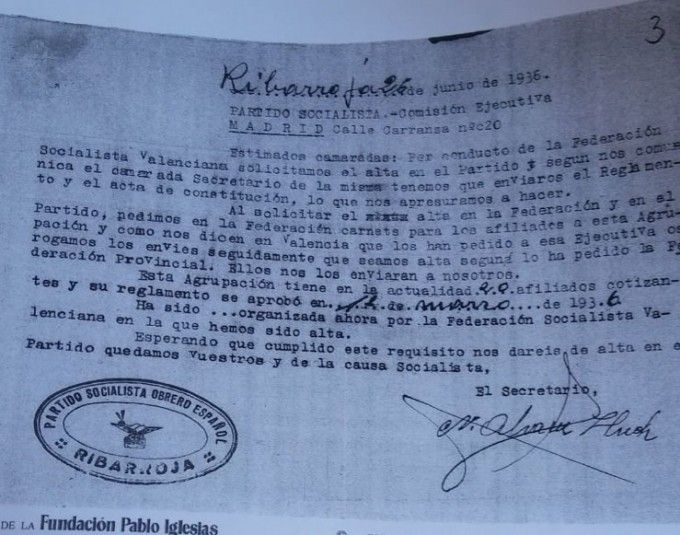 3
Ribarroja 26 de junio de 1936.
PARTIDO SOCIALISTA.-Comisión Ejecutiva
MADRID Calle Carranza nºc20
Estimados camaradas: Por conducto de la Federación
Socialista Valenciana solicitamos el alta en el Partido y segun nos comu-
nica el camarada Secretario de la misma tenemos que enviaros el Reglamen-
to y el acta de constitución, lo que nos apresuramos a hacer.
Al solicitar el alta en la Federación y en el
Partido, pedimos en la Federación carnets para los afiliados a esta Agru-
pación y como nos dicen en Valencia que los han pedido a esa Ejecutiva os
rogamos los envies seguidamente que seamos alta segund lo ha pedido la Fe
deración Provincial. Ellos nos los enviaran a nosotros.
Esta Agrupación tiene en la actualidad 20 afiliados cotizan-
tes y su reglamento se aprobó en 12 de marzo de 1936
Ha sido ...organizada ahora por la Federación Socialista Va-
lenciana en la que hemos sido alta.
Esperando que cumplido este requisito nos dareis de alta en e
Partido quedamos Vuestros y de la causa Socialista,
El Secretario,
PARTIDO SOCIALISTA OBRERO ESPAÑOL
RIBARROJA
DE LA Fundación Pablo Iglesias